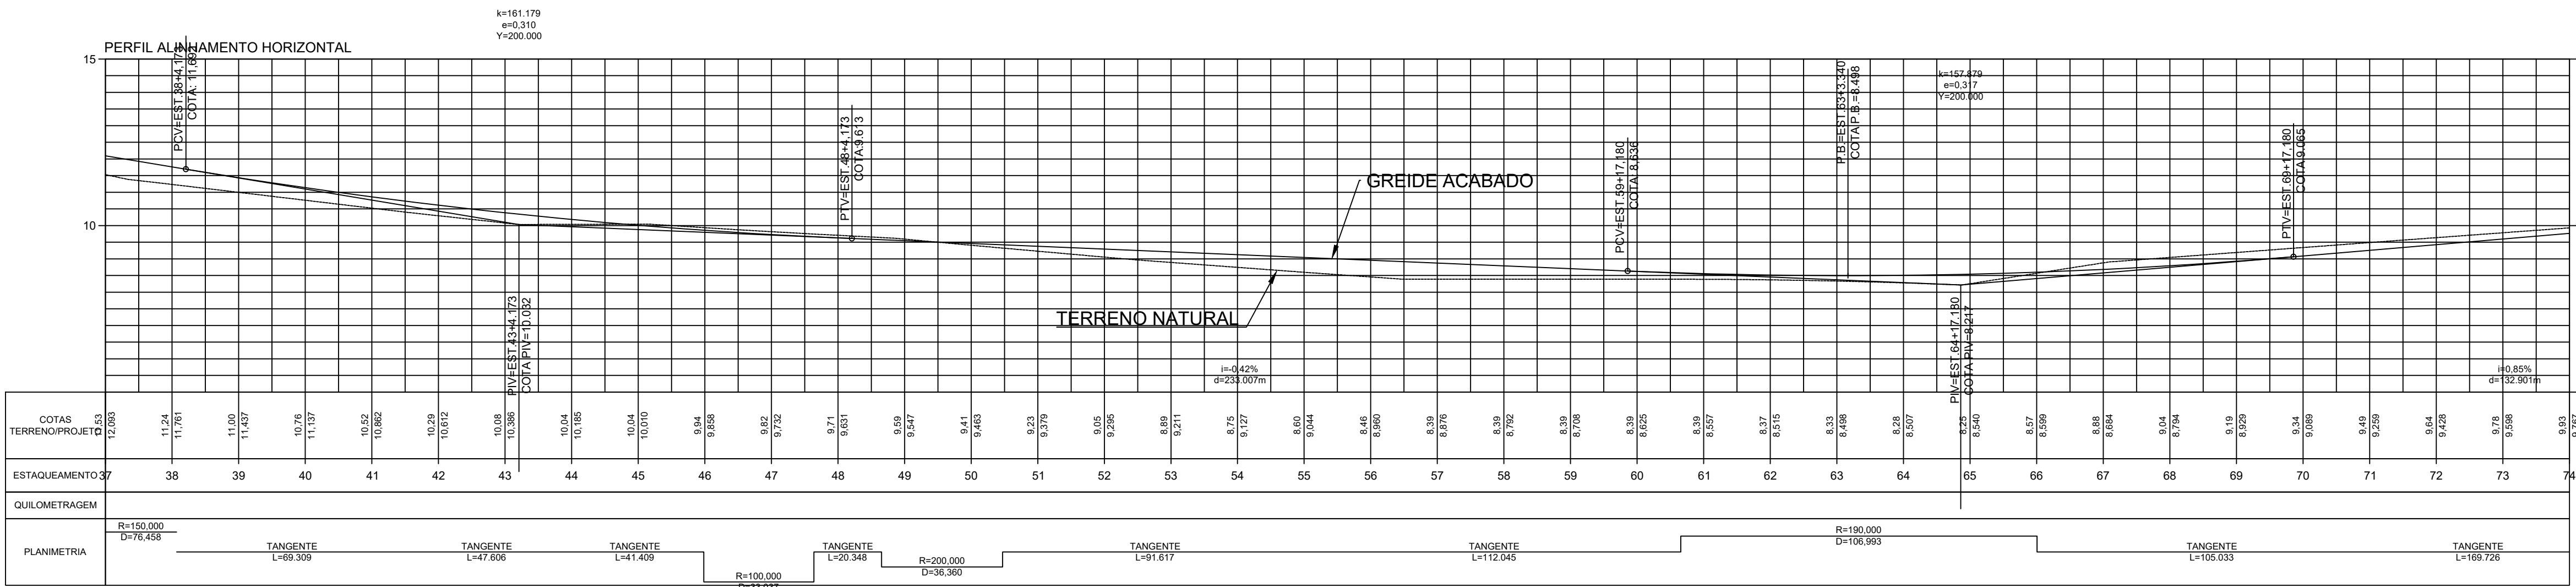 k=161.179
e=0,310
Y=200.000
PERFIL ALINHAMENTO HORIZONTAL
15
10
PCV=EST.38+4,173
COTA: 11,692
PIV=EST.43+4.173
COTA PIV=10.032
PTV=EST.48+4,173
COTA:9.613
GREIDE ACABADO
TERRENO NATURAL
i=-0,42%
d=233.007m
PCV=EST.59+17,180
COTA: 8,636
P.B.=EST.63+3.340
COTA P.B.=8.498
k=157.879
e=0,317
Y=200.000
PIV=EST.64+17.180
COTA PIV=8.217
PTV=EST.69+17,180
COTA:9.065
i=0,85%
d=132.901m
COTAS
TERRENO/PROJETO
11,53
12,093
11,24
11,761
11,00
11,437
10,76
11,137
10,52
10,862
10,29
10,612
10,08
10,386
10,04
10,185
10,04
10,010
9,94
9,858
9,82
9,732
9,71
9,631
9,59
9,547
9,41
9,463
9,23
9,379
9,05
9,295
8,89
9,211
8,75
9,127
8,60
9,044
8,46
8,960
8,39
8,876
8,39
8,792
8,39
8,708
8,39
8,625
8,39
8,557
8,37
8,515
8,33
8,498
8,28
8,507
8,25
8,540
8,57
8,599
8,88
8,684
9,04
8,794
9,19
8,929
9,34
9,089
9,49
9,259
9,64
9,428
9,78
9,598
9,93
9,767
ESTAQUEAMENTO 37 38 39 40 41 42 43 44 45 46 47 48 49 50 51 52 53 54 55 56 57 58 59 60 61 62 63 64 65 66 67 68 69 70 71 72 73 74
QUILOMETRAGEM
PLANIMETRIA
R=150,000
D=76,458
TANGENTE
L=69.309
TANGENTE
L=47.606
TANGENTE
L=41.409
R=100,000
D=33,037
TANGENTE
L=20.348
R=200,000
D=36,360
TANGENTE
L=91.617
TANGENTE
L=112.045
R=190,000
D=106,993
TANGENTE
L=105.033
TANGENTE
L=169.726